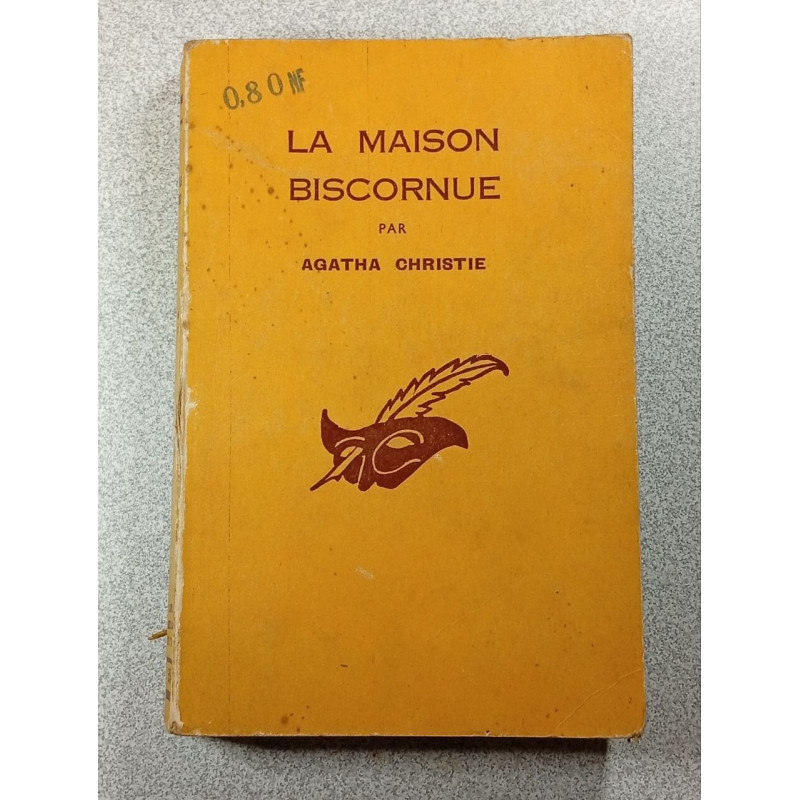 0,80 NF
LA MAISON
BISCORNUE
PAR
AGATHA CHRISTIE